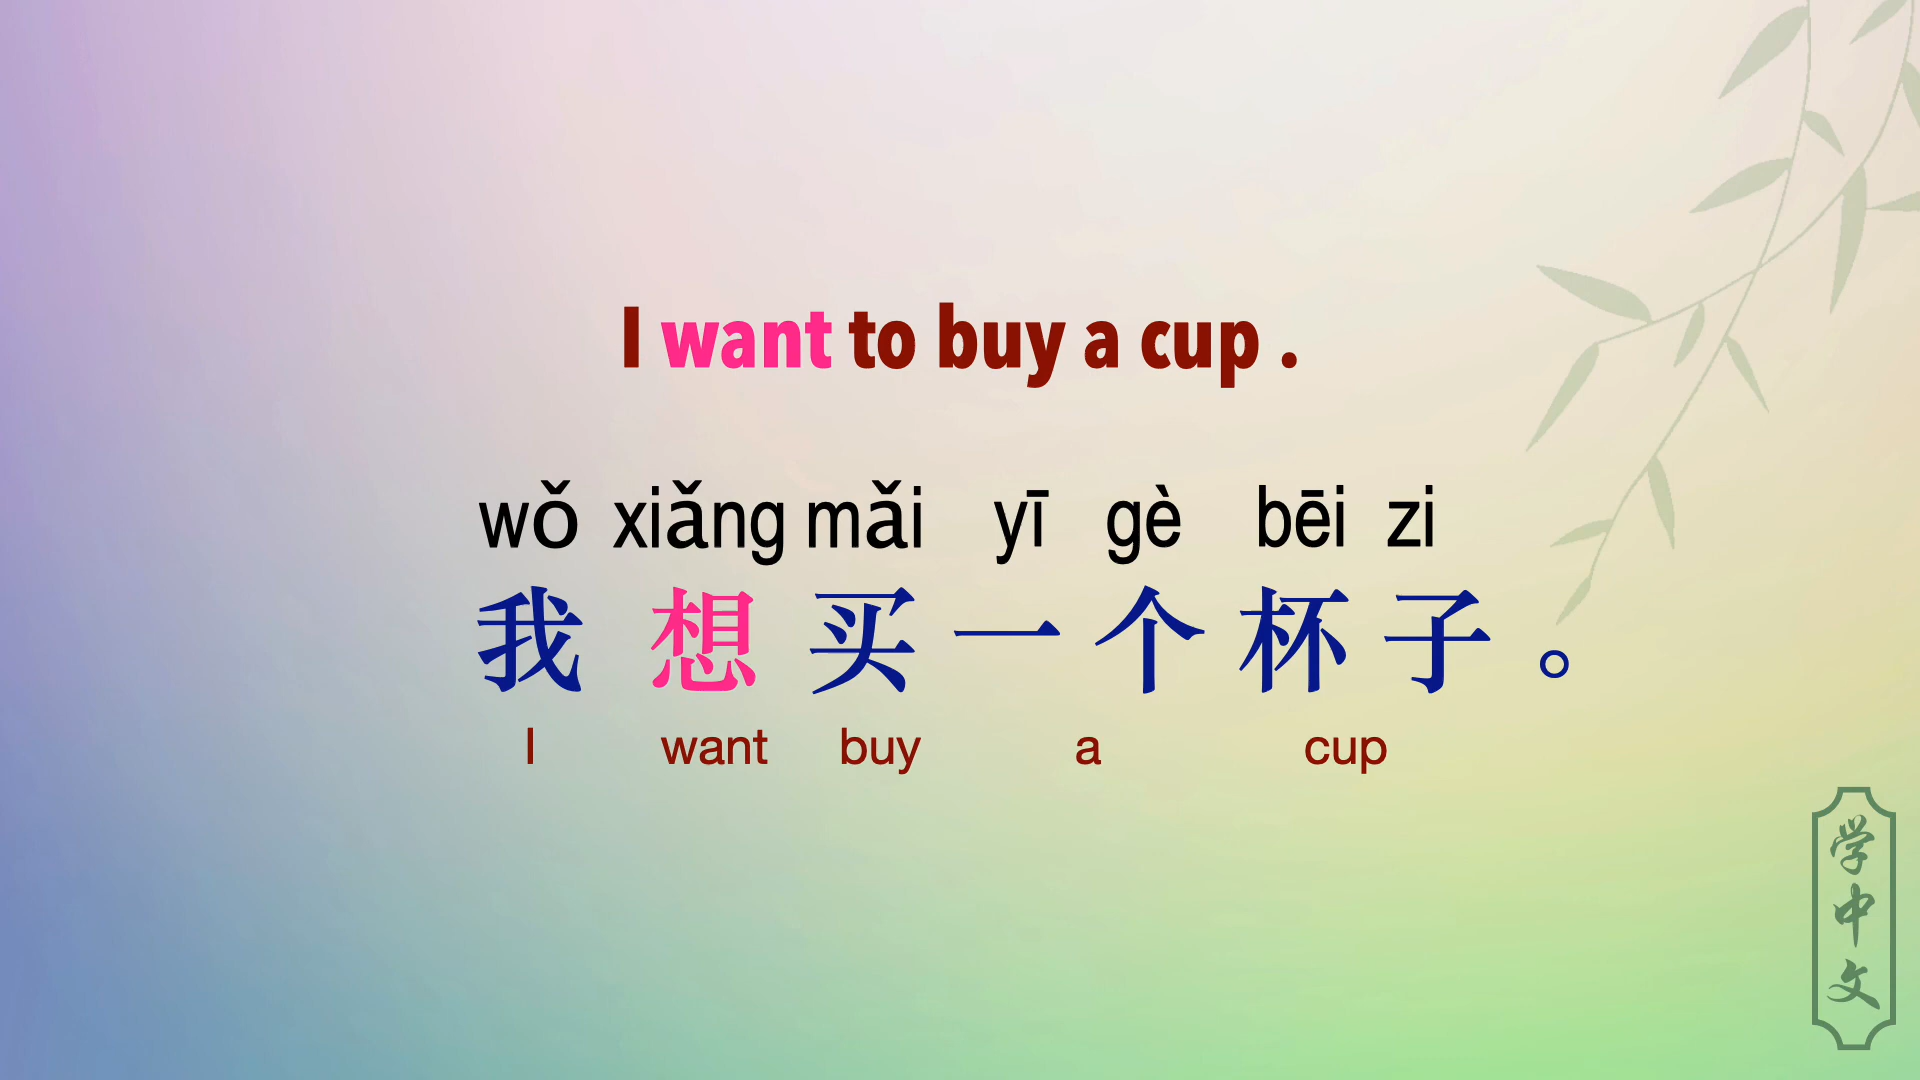 I want to buy a cup .
wǒ xiǎng mǎi yī gè bēi zi
我 想 买 一 个 杯 子 。
I want buy a cup
学中文